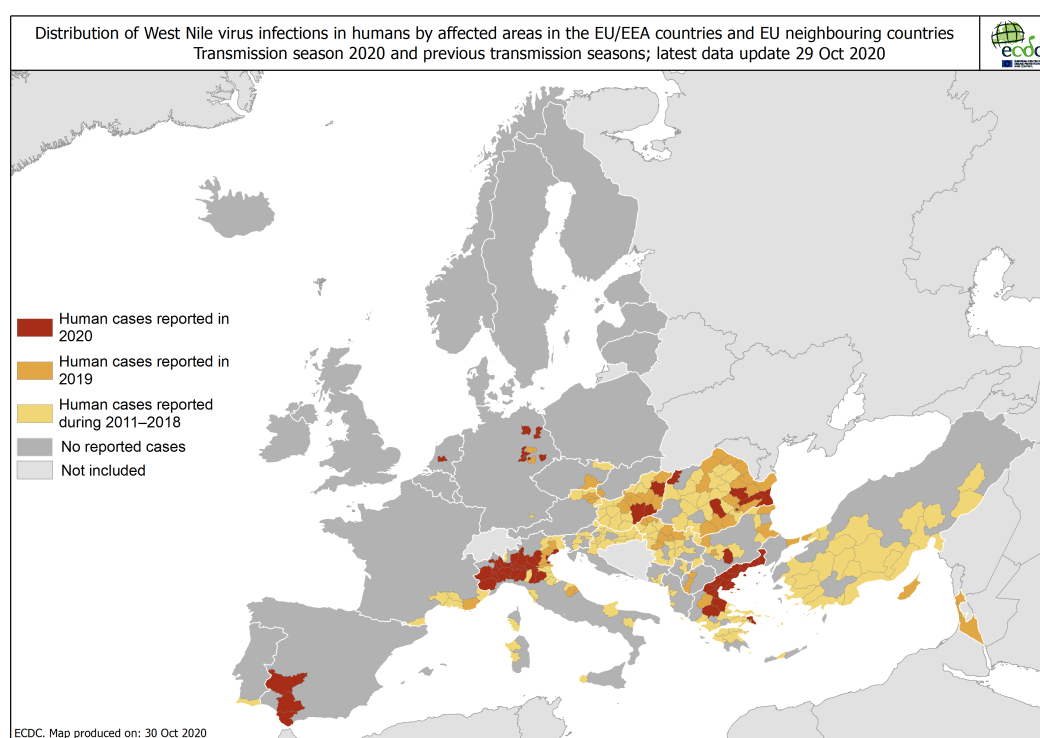 Distribution of West Nile virus infections in humans by affected areas in the EU/EEA countries and EU neighbouring countries
Transmission season 2020 and previous transmission seasons; latest data update 29 Oct 2020
ecdc
Human cases reported in
2020
Human cases reported in
2019
Human cases reported
during 2011–2018
No reported cases
Not included
ECDC. Map produced on: 30 Oct 2020